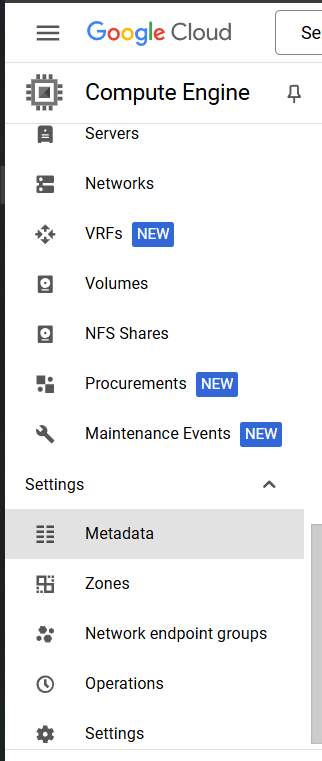 Google Cloud
Se
Compute Engine
Servers
Networks
VRFs NEW
Volumes
NFS Shares
Procurements NEW
Maintenance Events NEW
Settings
Metadata
Zones
Network endpoint groups
Operations
Settings